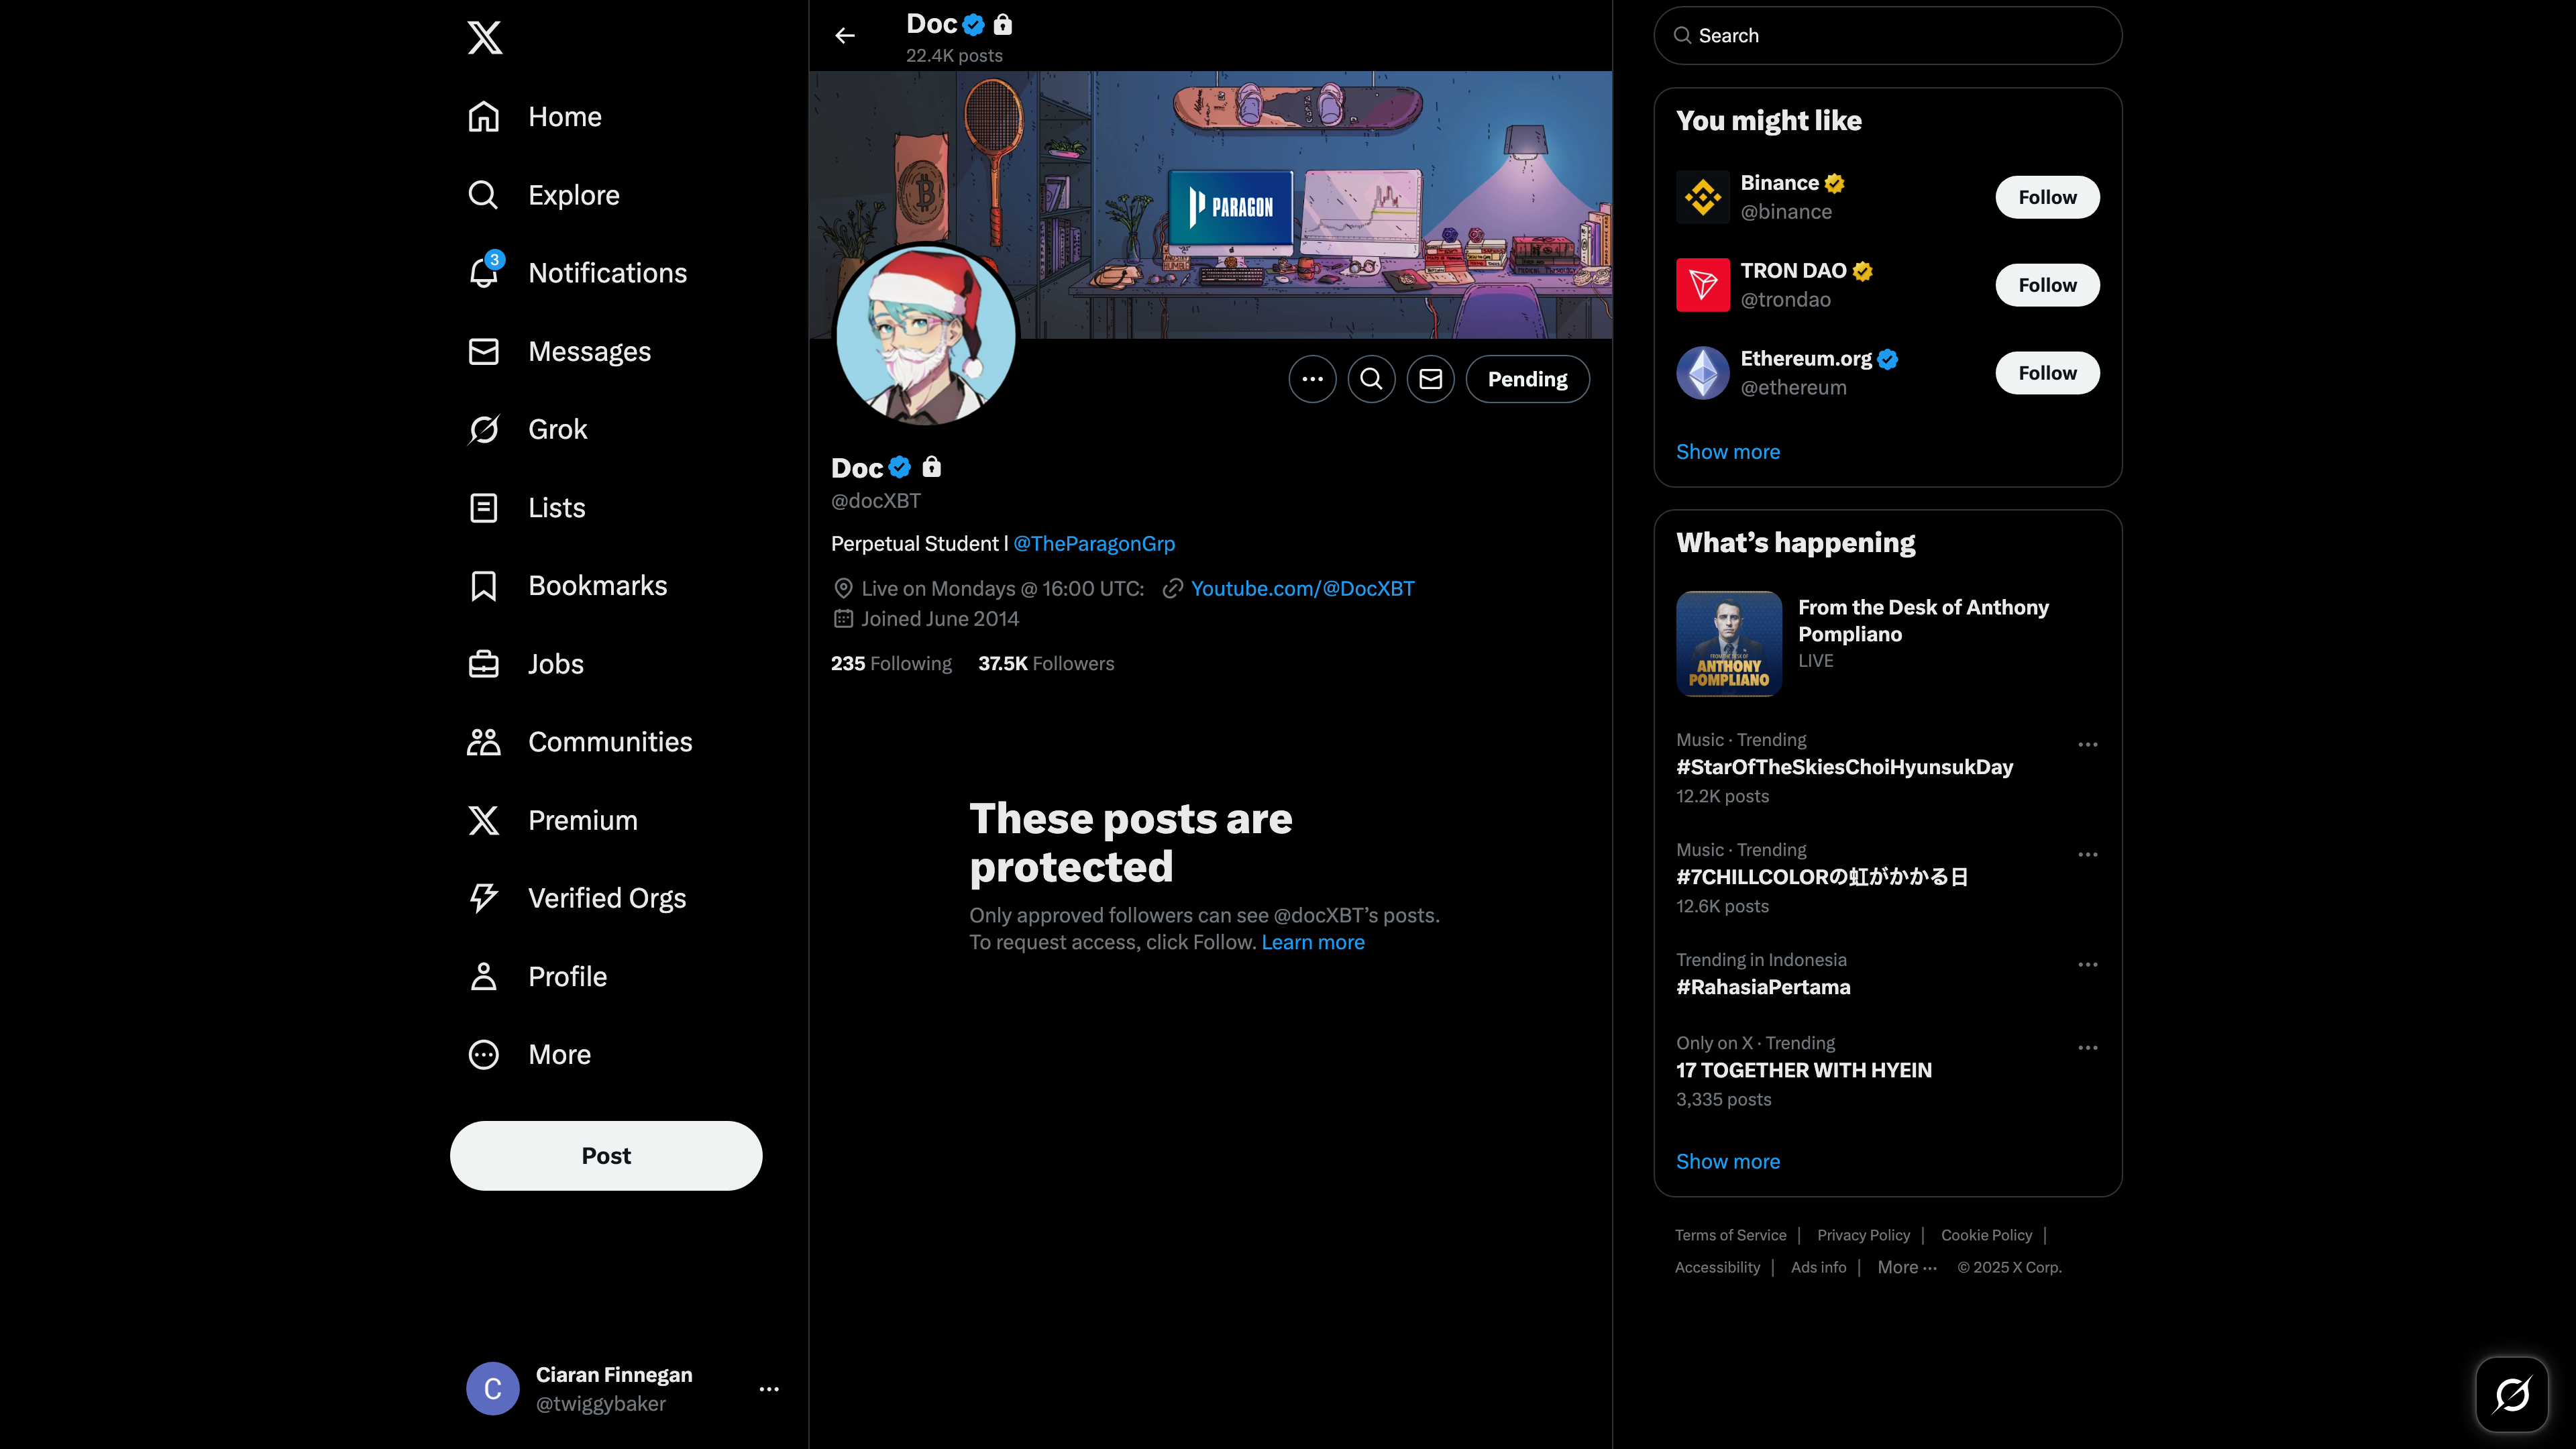 Home
Explore
3
Notifications
Messages
Grok
Lists
Bookmarks
Jobs
Communities
Premium
Verified Orgs
Profile
More
Post
C
Ciaran Finnegan
@twiggybaker
Doc
22.4K posts
PARAGON
Pending
Doc
@docXBT
Perpetual Student l @TheParagonGrp
Live on Mondays @ 16:00 UTC: Youtube.com/@DocXBT
Joined June 2014
235 Following 37.5K Followers
These posts are
protected
Only approved followers can see @docXBT’s posts.
To request access, click Follow. Learn more
Search
You might like
Binance
@binance
Follow
TRON DAO
@trondao
Follow
Ethereum.org
@ethereum
Follow
Show more
What’s happening
FROM THE DESK OF
ANTHONY
POMPLIANO
From the Desk of Anthony
Pompliano
LIVE
Music · Trending
#StarOfTheSkiesChoiHyunsukDay
12.2K posts
Music · Trending
#7CHILLCOLORの虹がかかる日
12.6K posts
Trending in Indonesia
#RahasiaPertama
Only on X · Trending
17 TOGETHER WITH HYEIN
3,335 posts
Show more
Terms of Service | Privacy Policy | Cookie Policy |
Accessibility | Ads info | More ··· © 2025 X Corp.